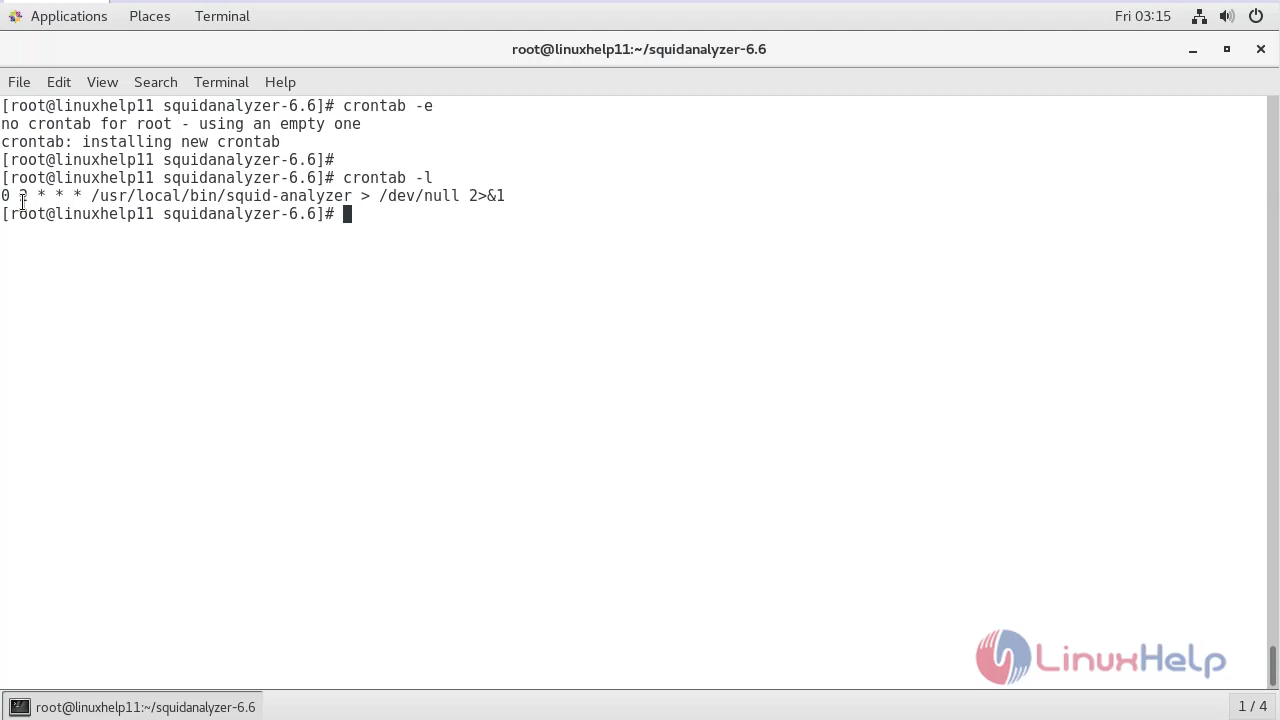 Applications Places Terminal Fri 03:15
root@linuxhelp11:~/squidanalyzer-6.6
File Edit View Search Terminal Help
[root@linuxhelp11 squidanalyzer-6.6]# crontab -e
no crontab for root - using an empty one
crontab: installing new crontab
[root@linuxhelp11 squidanalyzer-6.6]#
[root@linuxhelp11 squidanalyzer-6.6]# crontab -l
0 * * * /usr/local/bin/squid-analyzer > /dev/null 2>&1
[root@linuxhelp11 squidanalyzer-6.6]#
LinuxHelp
root@linuxhelp11:~/squidanalyzer-6.6 1 / 4